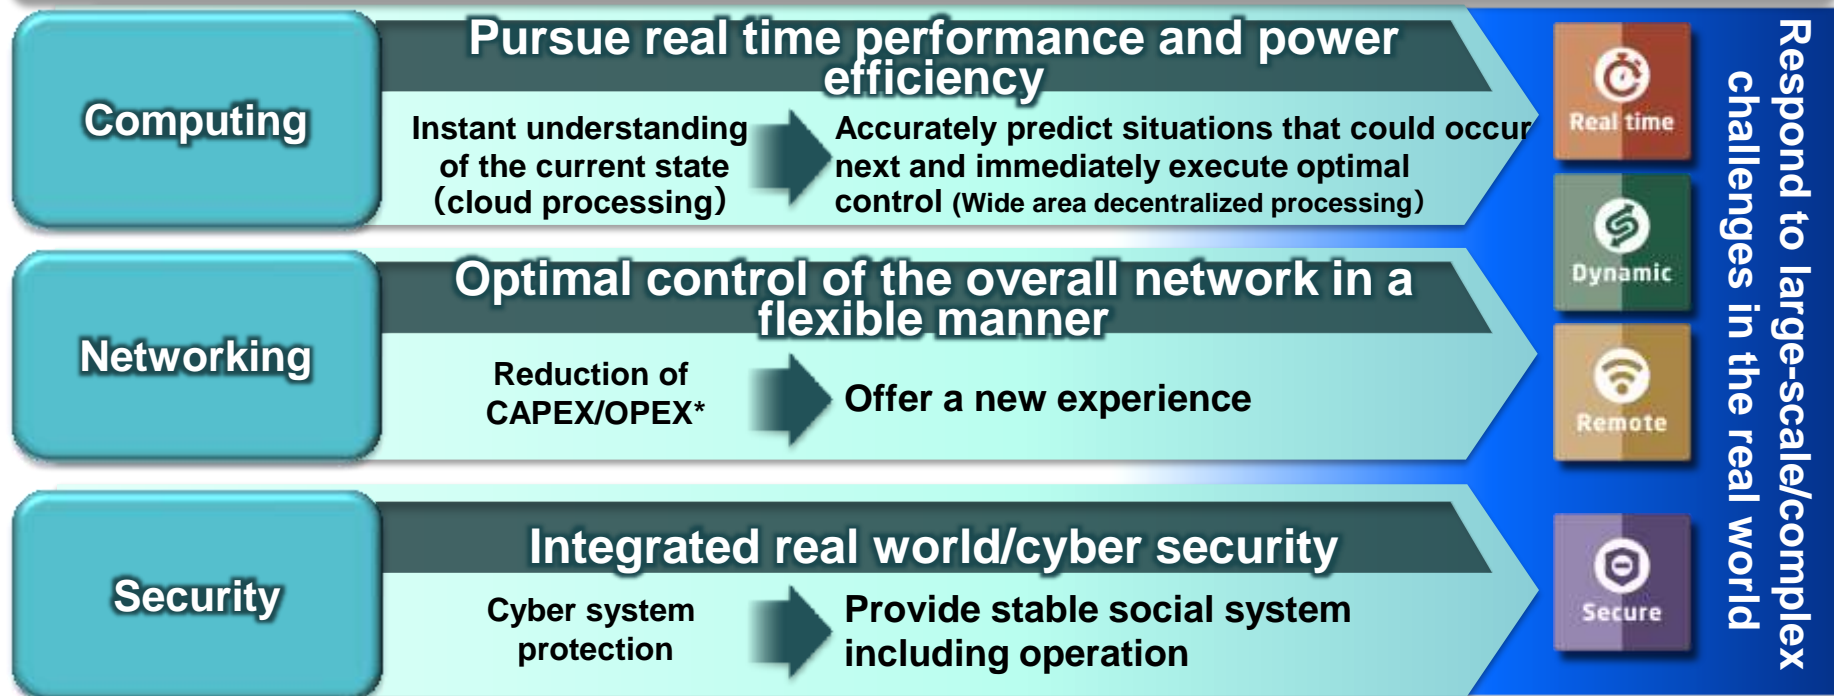 Computing
Pursue real time performance and power
efficiency
Instant understanding
of the current state
（cloud processing）
Accurately predict situations that could occur
next and immediately execute optimal
control (Wide area decentralized processing）
Networking
Optimal control of the overall network in a
flexible manner
Reduction of
CAPEX/OPEX*
Offer a new experience
Security
Integrated real world/cyber security
Cyber system
protection
Provide stable social system
including operation
Real time
Dynamic
Remote
Secure
Respond to large-scale/complex
challenges in the real world